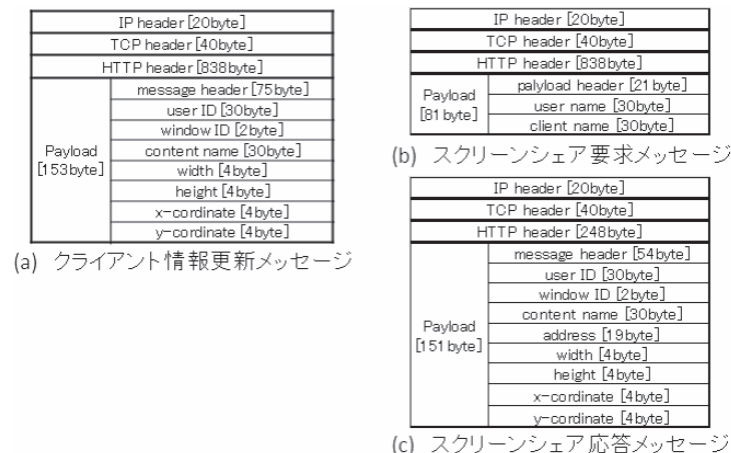 IP header [20byte]
TCP header [40byte]
HTTP header [838byte]
Payload
[153byte]
message header [75byte]
user ID [30byte]
window ID [2byte]
content name [30byte]
width [4byte]
height [4byte]
x-cordinate [4byte]
y-cordinate [4byte]
(a) クライアント情報更新メッセージ
IP header [20byte]
TCP header [40byte]
HTTP header [838byte]
Payload
[81byte]
palyload header [21byte]
user name [30byte]
client name [30byte]
(b) スクリーンシェア要求メッセージ
IP header [20byte]
TCP header [40byte]
HTTP header [248byte]
Payload
[151byte]
message header [54byte]
user ID [30byte]
window ID [2byte]
content name [30byte]
address [19byte]
width [4byte]
height [4byte]
x-cordinate [4byte]
y-cordinate [4byte]
(c) スクリーンシェア応答メッセージ